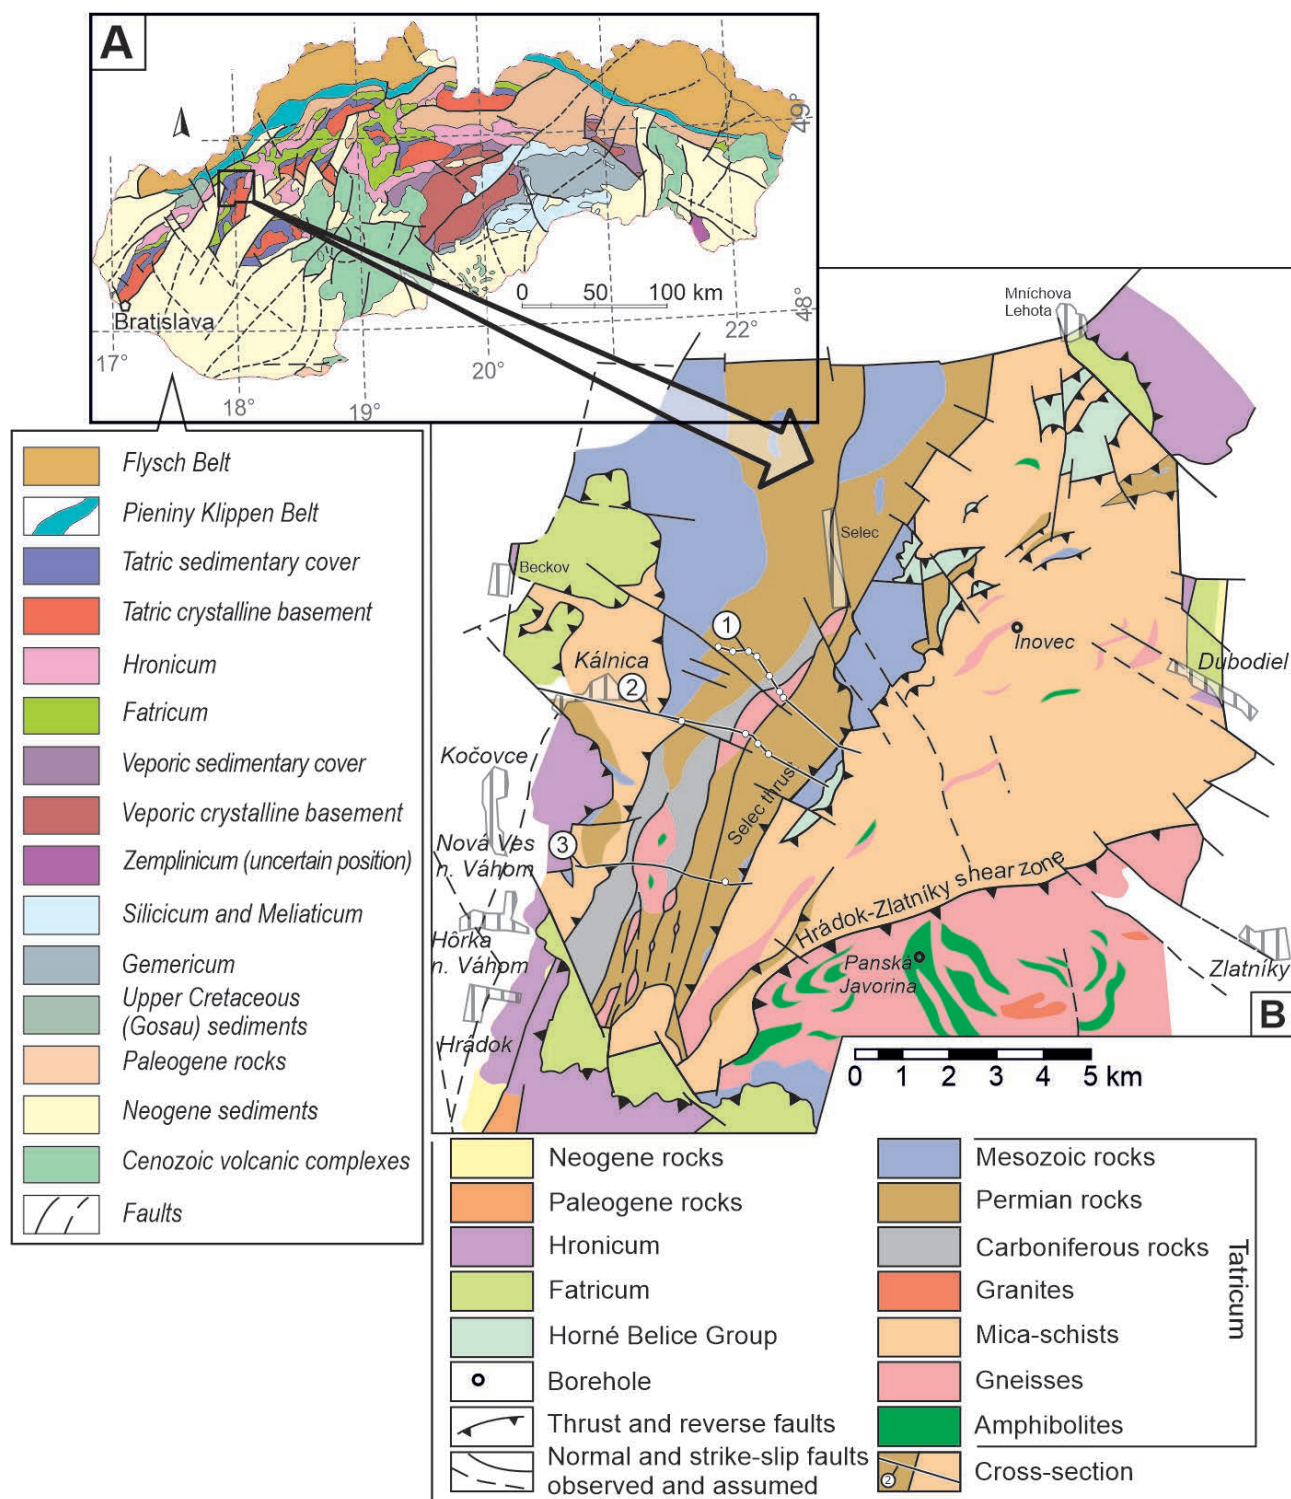 A
49°
48°
0 50 100 km
Bratislava
17°
18°
19°
20°
22°
Flysch Belt
Pieniny Klippen Belt
Tatric sedimentary cover
Tatric crystalline basement
Hronicum
Fatricum
Veporic sedimentary cover
Veporic crystalline basement
Zemplinicum (uncertain position)
Silicicum and Meliaticum
Gemericum
Upper Cretaceous
(Gosau) sediments
Paleogene rocks
Neogene sediments
Cenozoic volcanic complexes
Faults
Mníchova
Lehota
Selec
Beckov
1
Inovec
Dubodiel
Kálnica
2
Kočovce
Selec thrust
Nová Ves
n. Váhom
3
Hrádok-Zlatníky shear zone
Hôrka
n. Váhom
Panská
Javorina
Zlatníky
Hrádok
B
0 1 2 3 4 5 km
Neogene rocks
Paleogene rocks
Hronicum
Fatricum
Horné Belice Group
Borehole
Thrust and reverse faults
Normal and strike-slip faults
observed and assumed
Mesozoic rocks
Permian rocks
Carboniferous rocks
Granites
Mica-schists
Gneisses
Amphibolites
Tatricum
2
Cross-section